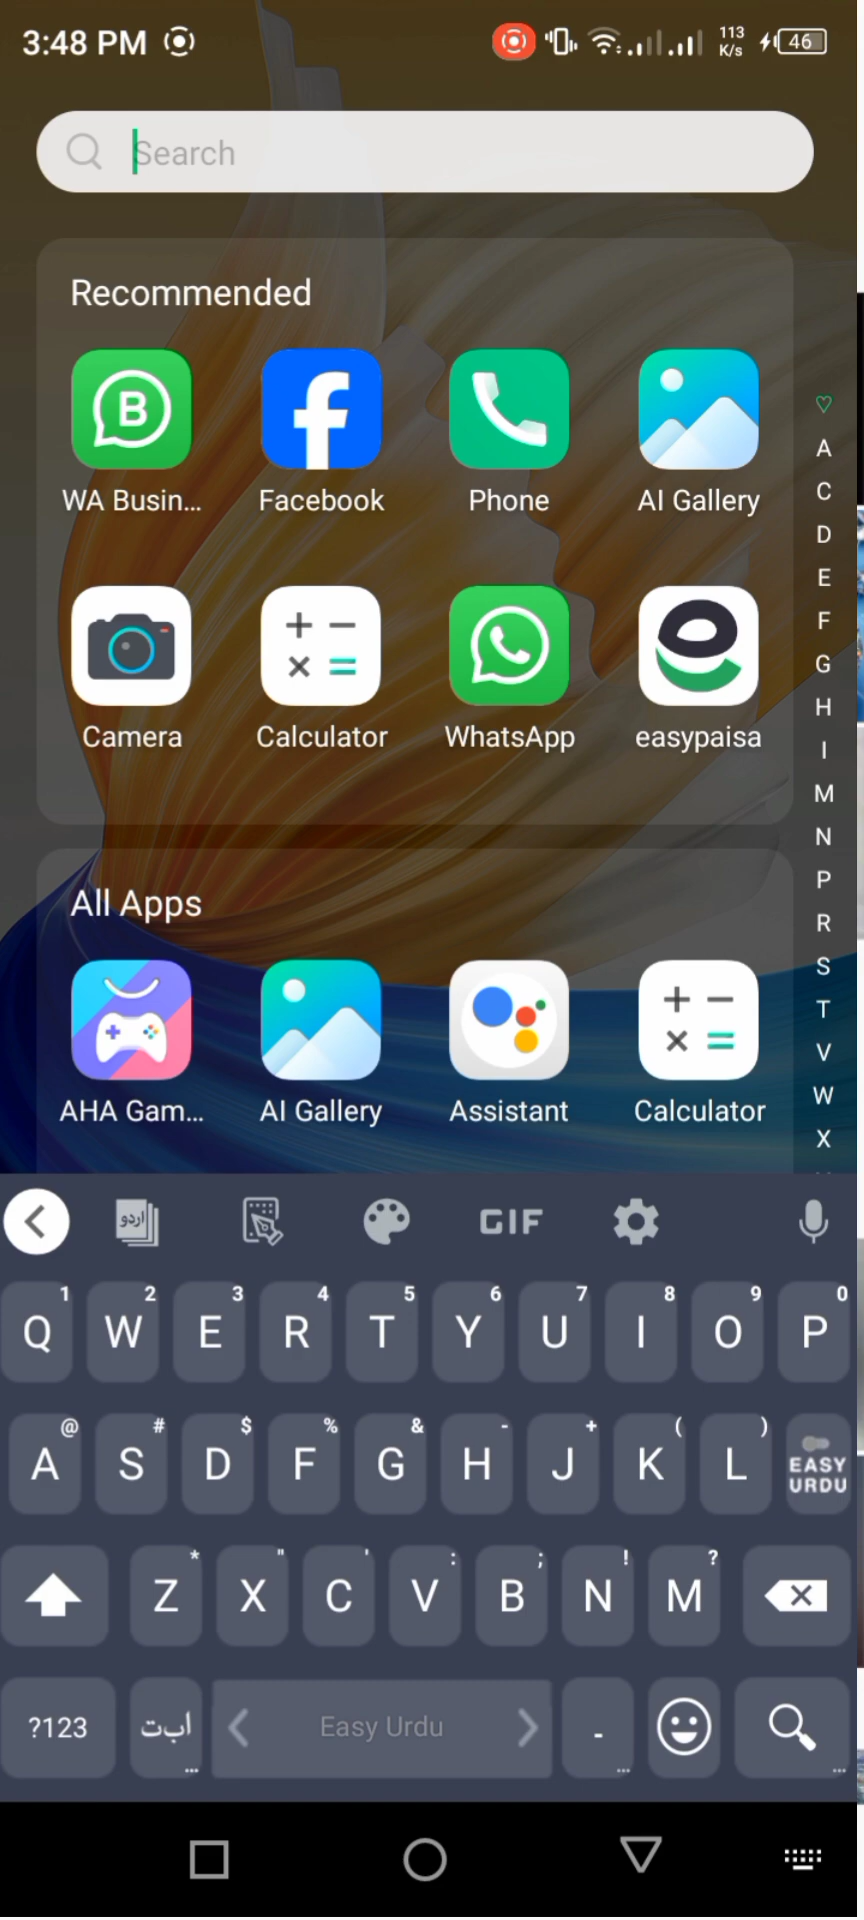 3:48 PM 113 K/s 46
Search
Recommended
WA Busin... Facebook Phone AI Gallery
Camera Calculator WhatsApp easypaisa
All Apps
AHA Gam... AI Gallery Assistant Calculator
A
C
D
E
F
G
H
I
M
N
P
R
S
T
V
W
X
اردو GIF
1 2 3 4 5 6 7 8 9 0
Q W E R T Y U I O P
@ # $ % & - + ( )
A S D F G H J K L EASY URDU
* " ' : ; ! ?
Z X C V B N M
?123 ابت Easy Urdu -